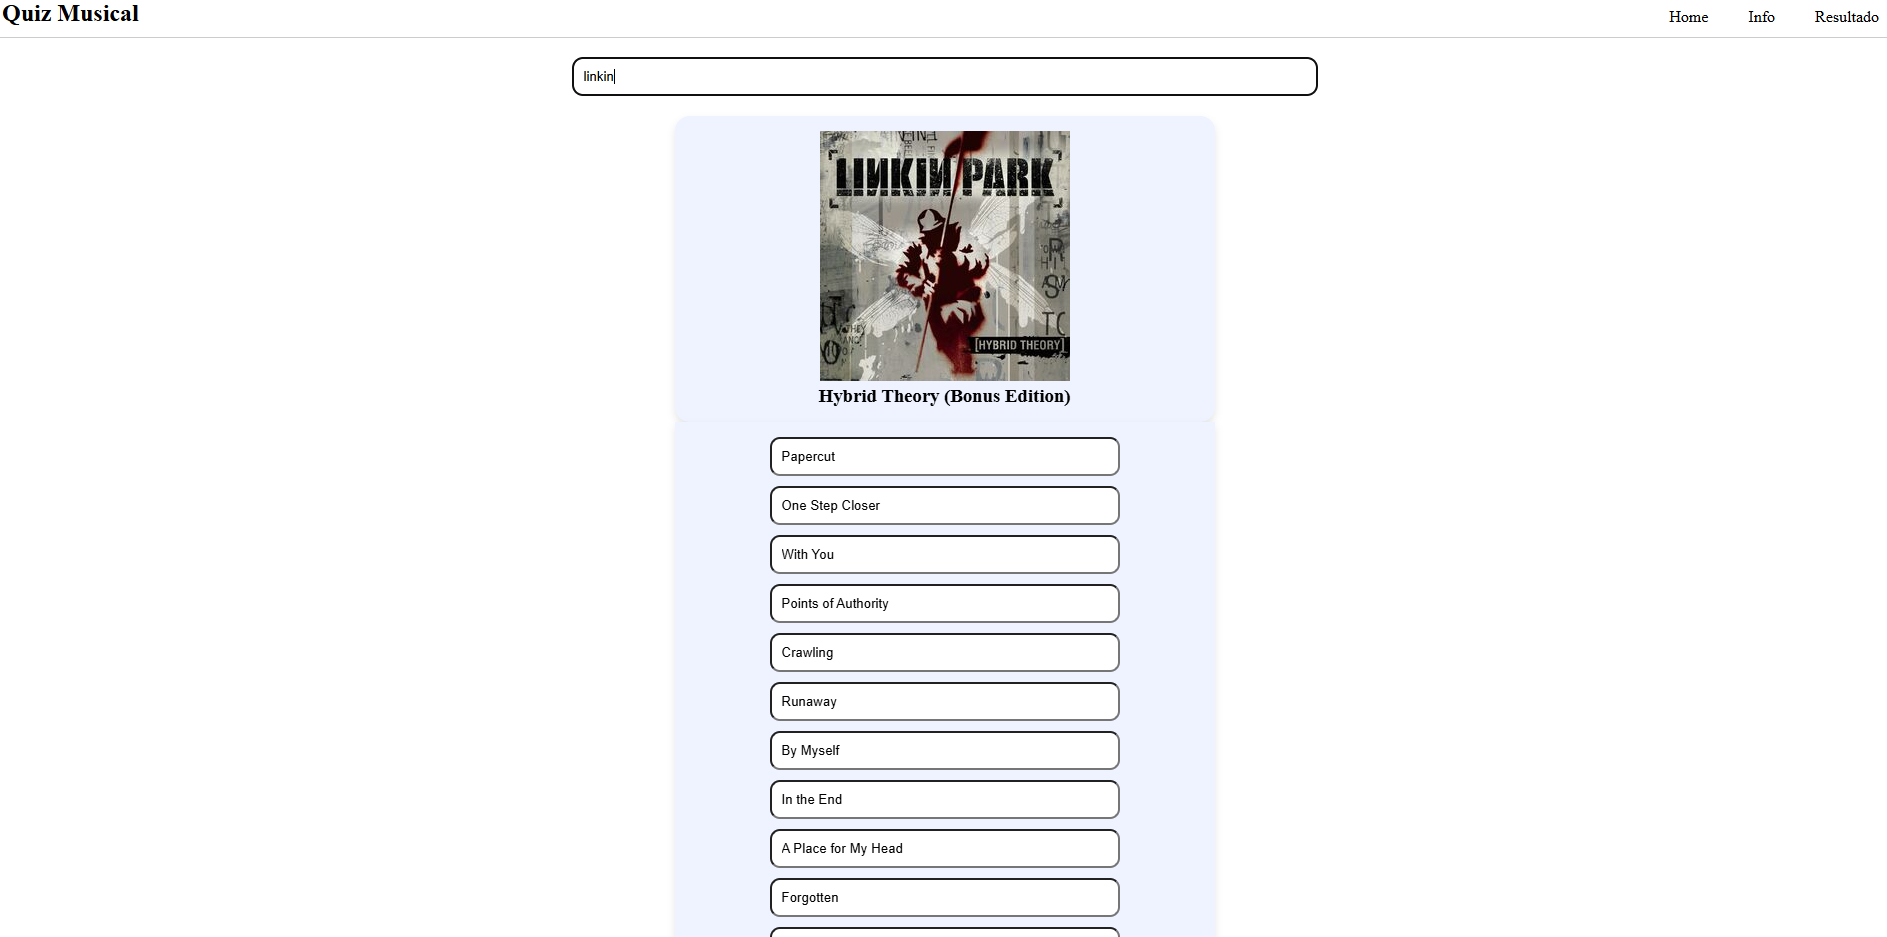 Quiz Musical
Home Info Resultado
linkin
LINKIN PARK
[HYBRID THEORY]
Hybrid Theory (Bonus Edition)
Papercut
One Step Closer
With You
Points of Authority
Crawling
Runaway
By Myself
In the End
A Place for My Head
Forgotten